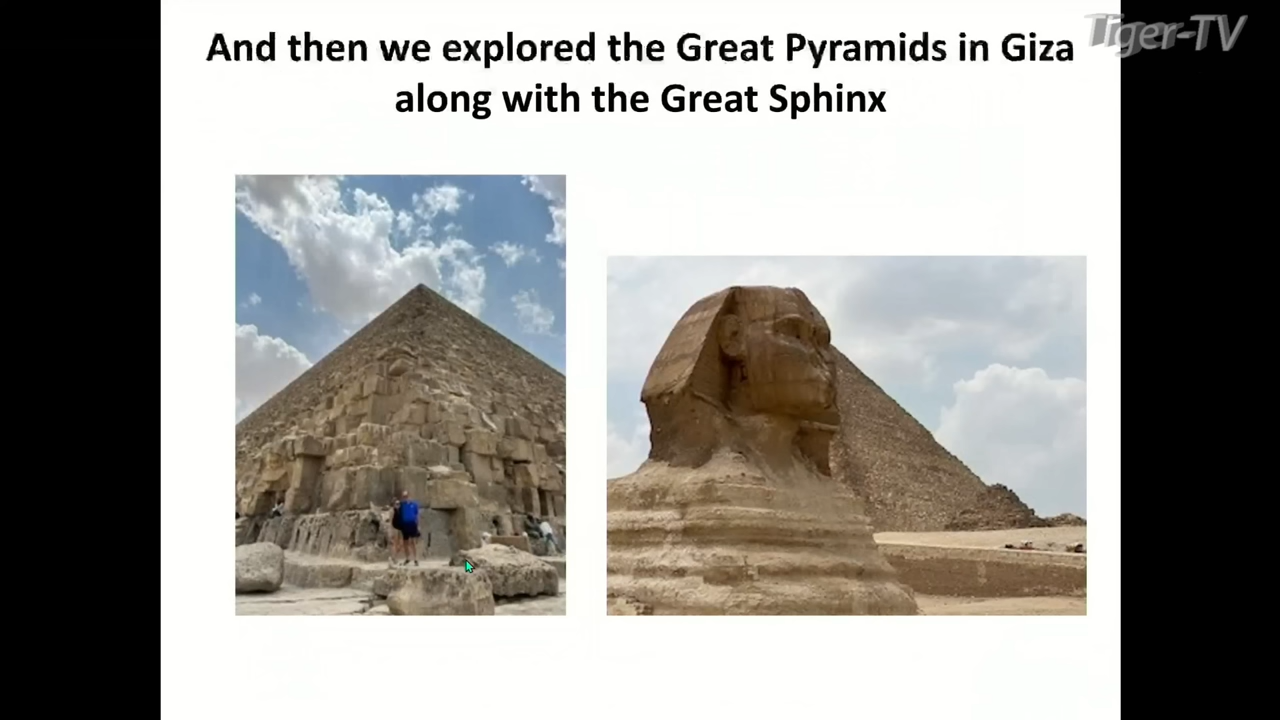 Tiger-TV
And then we explored the Great Pyramids in Giza
along with the Great Sphinx